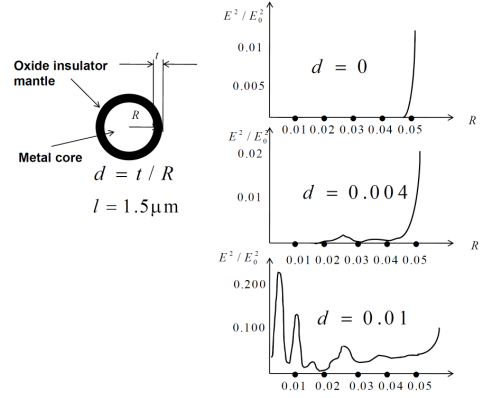 Oxide insulator
mantle
t
R
Metal core
d = t / R
l = 1.5μm
E² / E₀²
0.01
0.005
d = 0
0.01 0.02 0.03 0.04 0.05
R
E² / E₀²
0.02
0.01
d = 0.004
0.01 0.02 0.03 0.04 0.05
R
E² / E₀²
0.200
0.100
d = 0.01
0.01 0.02 0.03 0.04 0.05
R